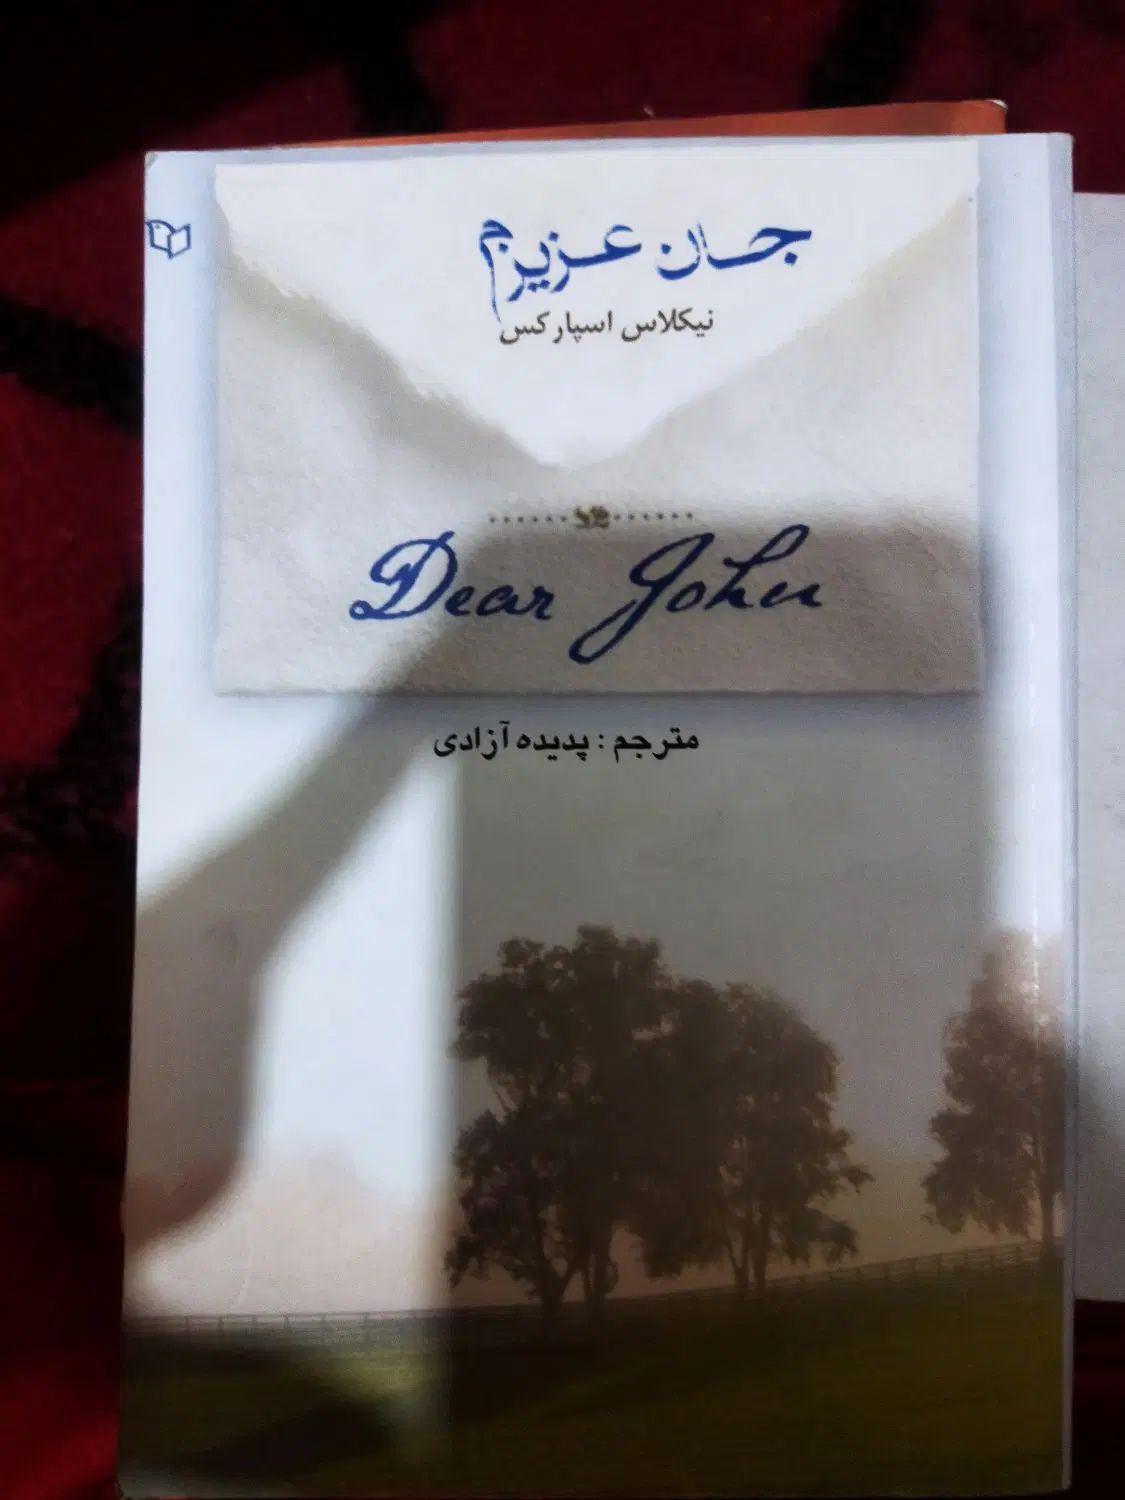 جان عزیزم
نیکلاس اسپارکس
Dear John
مترجم : پدیده آزادی